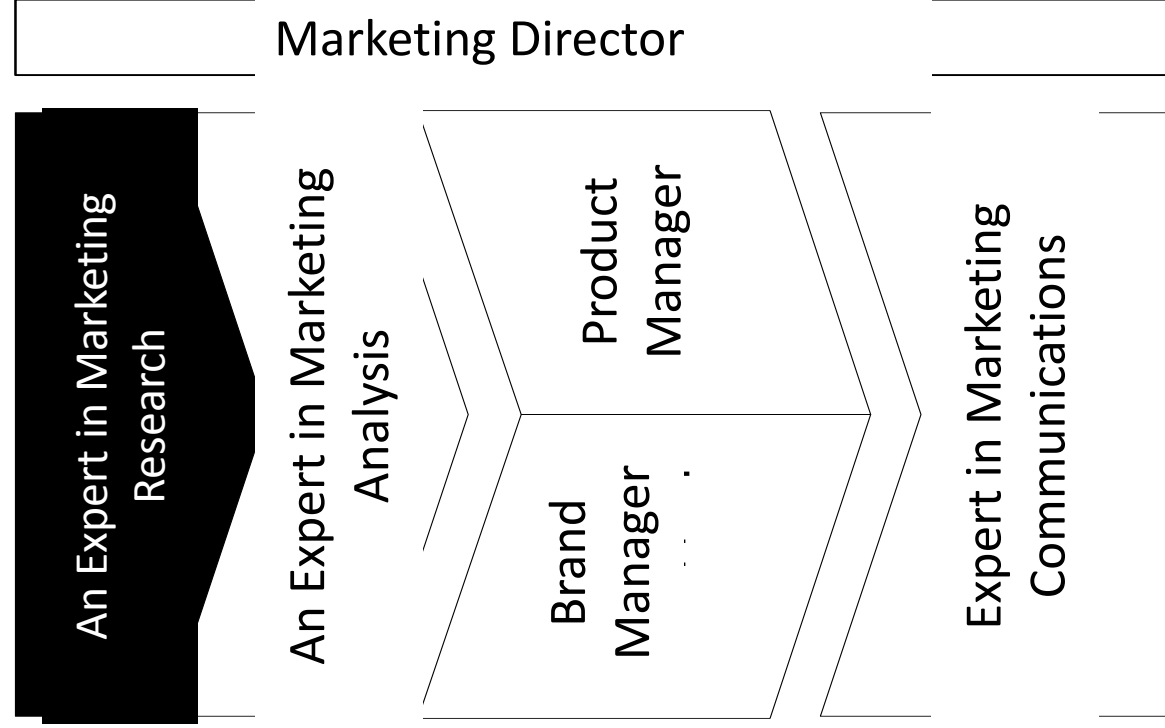 Marketing Director
An Expert in Marketing
Research
An Expert in Marketing
Analysis
Product
Manager
Brand
Manager
Expert in Marketing
Communications